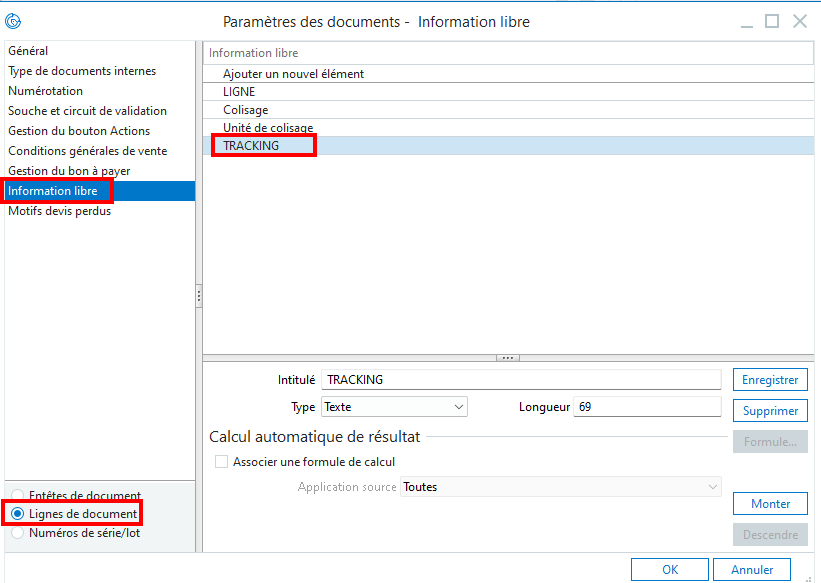 Paramètres des documents - Information libre
Général
Type de documents internes
Numérotation
Souche et circuit de validation
Gestion du bouton Actions
Conditions générales de vente
Gestion du bon à payer
Information libre
Motifs devis perdus
Entêtes de document
Lignes de document
Numéros de série/lot
Information libre
Ajouter un nouvel élément
LIGNE
Colisage
Unité de colisage
TRACKING
Intitulé TRACKING
Enregistrer
Type Texte Longueur 69
Supprimer
Calcul automatique de résultat
Formule...
Associer une formule de calcul
Application source Toutes
Monter
Descendre
OK Annuler